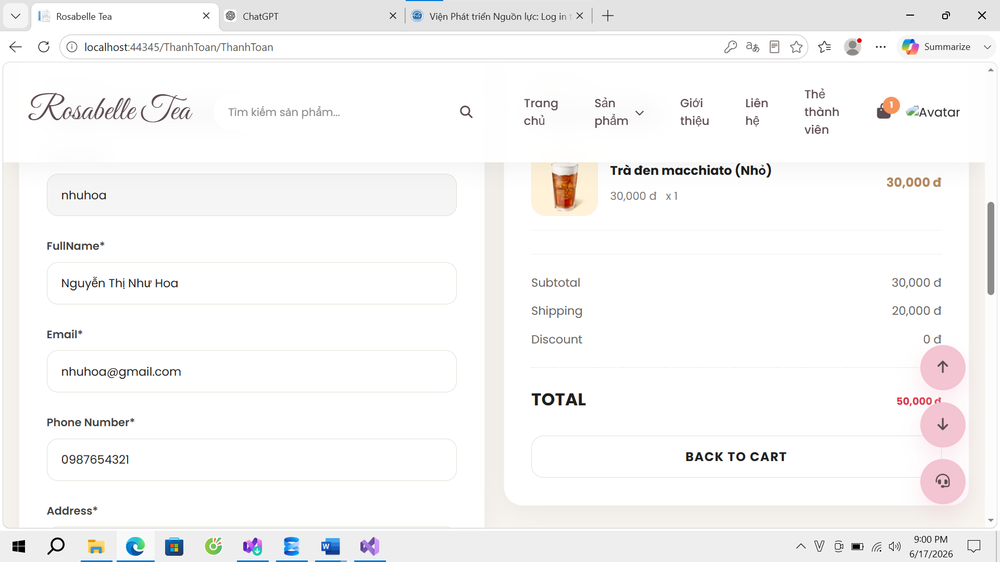 Rosabelle Tea
ChatGPT
Viện Phát triển Nguồn lực: Log in t
localhost:44345/ThanhToan/ThanhToan
Summarize
Rosabelle Tea
Tìm kiếm sản phẩm...
Trang chủ
Sản phẩm
Giới thiệu
Liên hệ
Thẻ thành viên
1
Avatar
nhuhoa
FullName*
Nguyễn Thị Như Hoa
Email*
nhuhoa@gmail.com
Phone Number*
0987654321
Address*
Trà đen macchiato (Nhỏ)
30,000 đ x 1
30,000 đ
Subtotal 30,000 đ
Shipping 20,000 đ
Discount 0 đ
TOTAL 50,000 đ
BACK TO CART
9:00 PM
6/17/2026